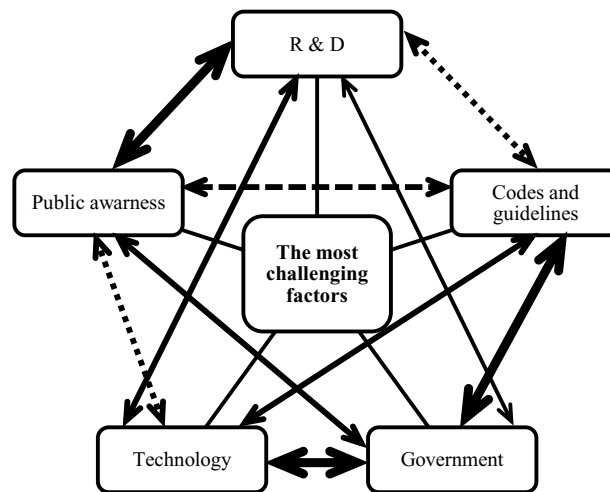 R & D
Public awarness
Codes and
guidelines
The most
challenging
factors
Technology
Government